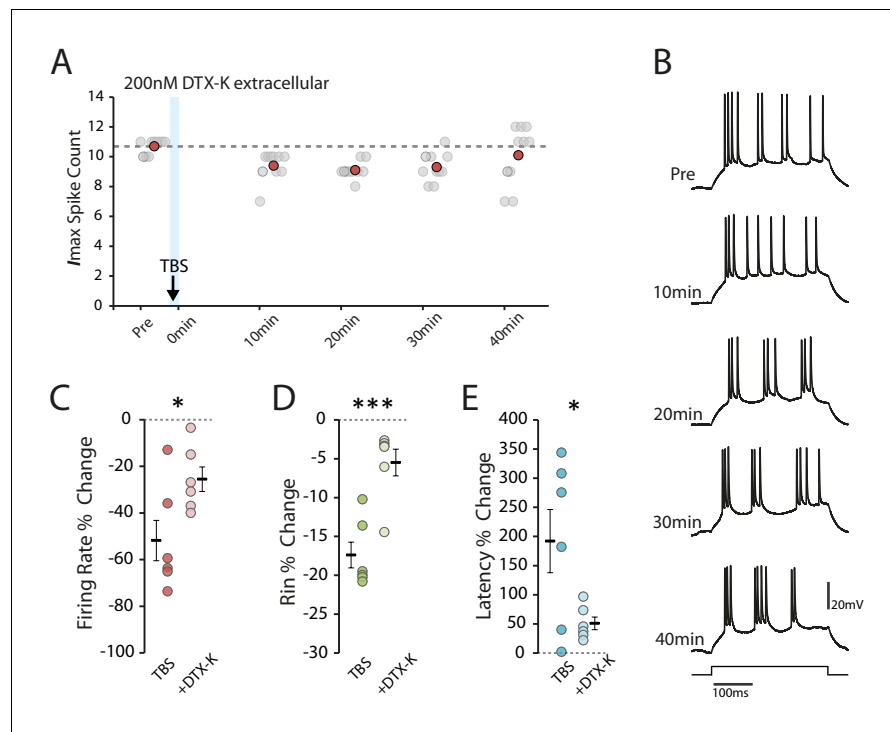 A
200nM DTX-K extracellular
Imax Spike Count
14
12
10
8
6
4
2
0
TBS
Pre
0min
10min
20min
30min
40min
B
Pre
10min
20min
30min
40min
20mV
100ms
C
*
Firing Rate % Change
0
-20
-40
-60
-80
-100
TBS
+DTX-K
D
***
Rin % Change
0
-5
-10
-15
-20
-25
-30
TBS
+DTX-K
E
*
Latency % Change
400
350
300
250
200
150
100
50
0
TBS
+DTX-K